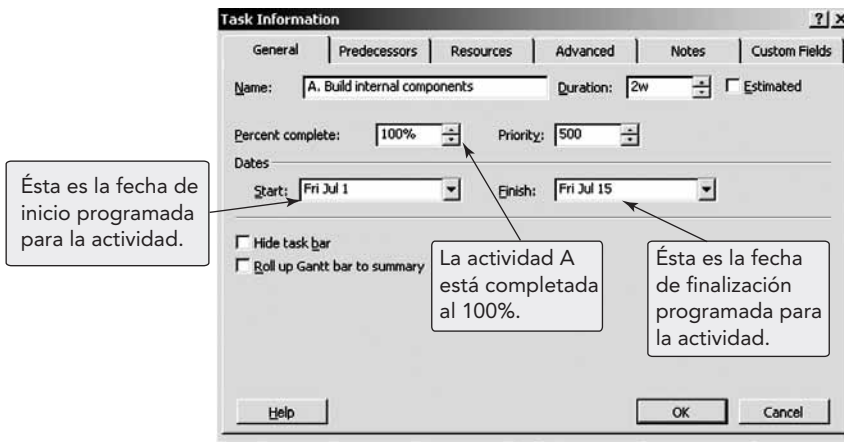 Task Information
General Predecessors Resources Advanced Notes Custom Fields
Name: A. Build internal components Duration: 2w Estimated
Percent complete: 100% Priority: 500
Dates
Start: Fri Jul 1 Finish: Fri Jul 15
Hide task bar
Roll up Gantt bar to summary
Ésta es la fecha de
inicio programada
para la actividad.
La actividad A
está completada
al 100%.
Ésta es la fecha
de finalización
programada para
la actividad.
Help OK Cancel